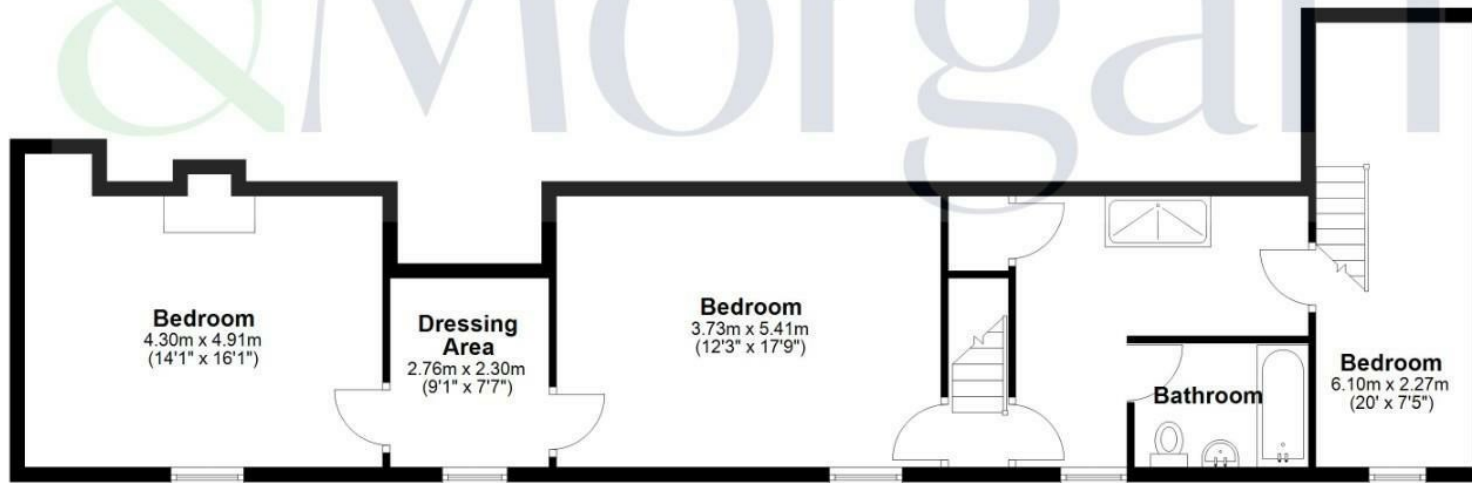 &Morgan
Bedroom
4.30m x 4.91m
(14'1" x 16'1")
Dressing
Area
2.76m x 2.30m
(9'1" x 7'7")
Bedroom
3.73m x 5.41m
(12'3" x 17'9")
Bathroom
Bedroom
6.10m x 2.27m
(20' x 7'5")